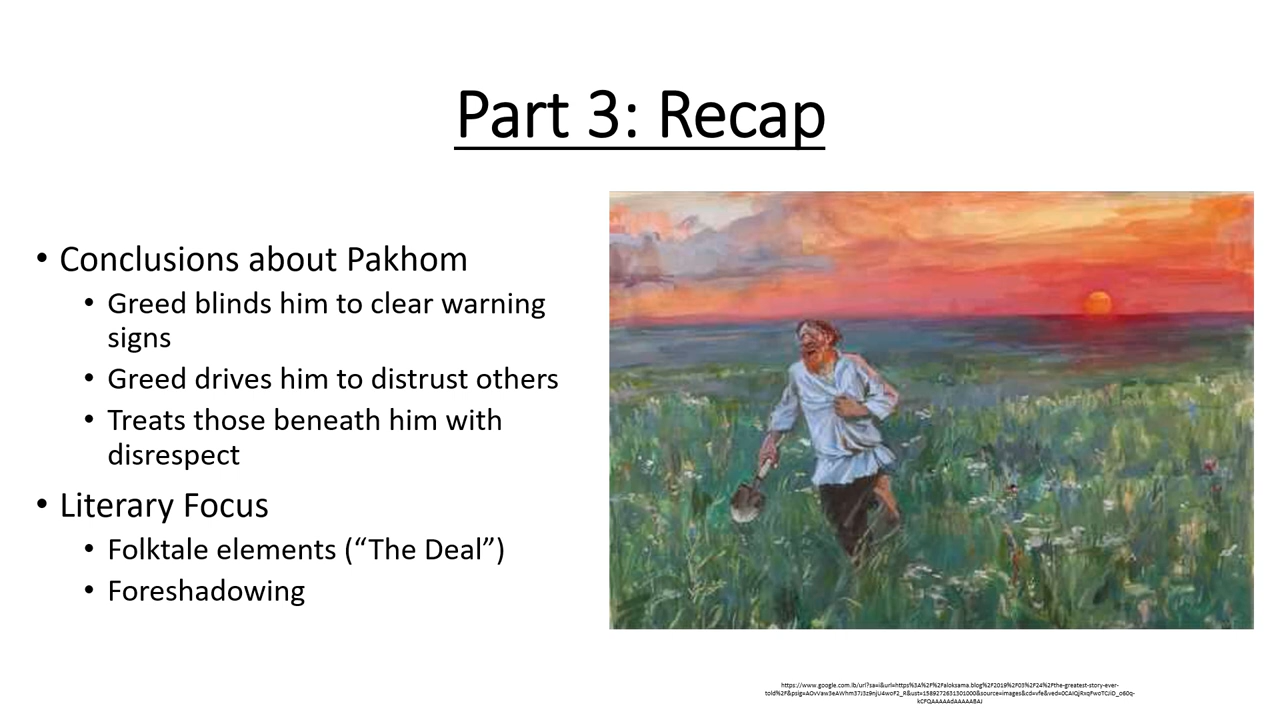 Part 3: Recap
• Conclusions about Pakhom
• Greed blinds him to clear warning
signs
• Greed drives him to distrust others
• Treats those beneath him with
disrespect
• Literary Focus
• Folktale elements (“The Deal”)
• Foreshadowing